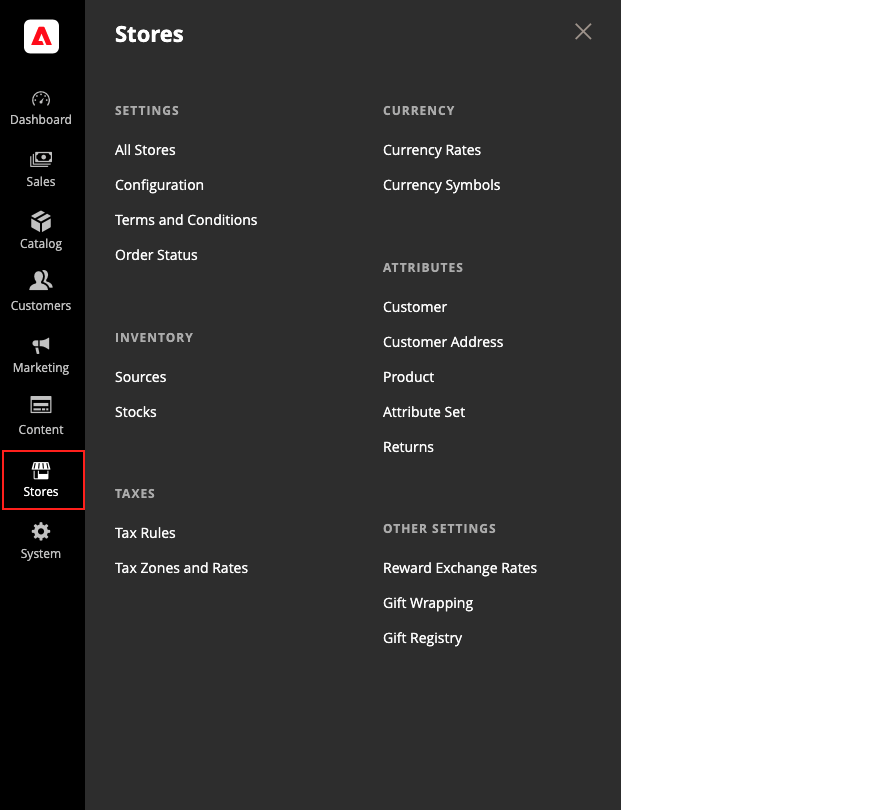 Dashboard
Sales
Catalog
Customers
Marketing
Content
Stores
System
Stores
SETTINGS
All Stores
Configuration
Terms and Conditions
Order Status
INVENTORY
Sources
Stocks
TAXES
Tax Rules
Tax Zones and Rates
CURRENCY
Currency Rates
Currency Symbols
ATTRIBUTES
Customer
Customer Address
Product
Attribute Set
Returns
OTHER SETTINGS
Reward Exchange Rates
Gift Wrapping
Gift Registry